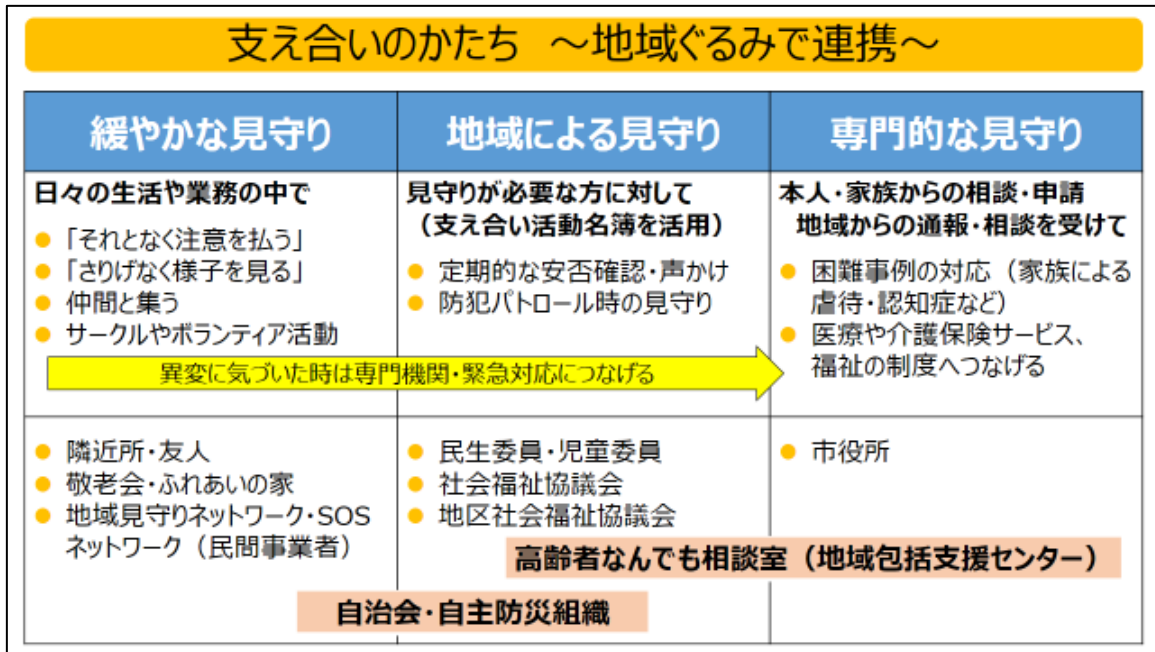 支え合いのかたち ～地域ぐるみで連携～
緩やかな見守り
地域による見守り
専門的な見守り
日々の生活や業務の中で
● 「それとなく注意を払う」
● 「さりげなく様子を見る」
● 仲間と集う
● サークルやボランティア活動
見守りが必要な方に対して
（支え合い活動名簿を活用）
● 定期的な安否確認・声かけ
● 防犯パトロール時の見守り
本人・家族からの相談・申請
地域からの通報・相談を受けて
● 困難事例の対応（家族による
虐待・認知症など）
● 医療や介護保険サービス、
福祉の制度へつなげる
異変に気づいた時は専門機関・緊急対応につなげる
● 隣近所・友人
● 敬老会・ふれあいの家
● 地域見守りネットワーク・SOS
ネットワーク（民間事業者）
● 民生委員・児童委員
● 社会福祉協議会
● 地区社会福祉協議会
● 市役所
高齢者なんでも相談室（地域包括支援センター）
自治会・自主防災組織